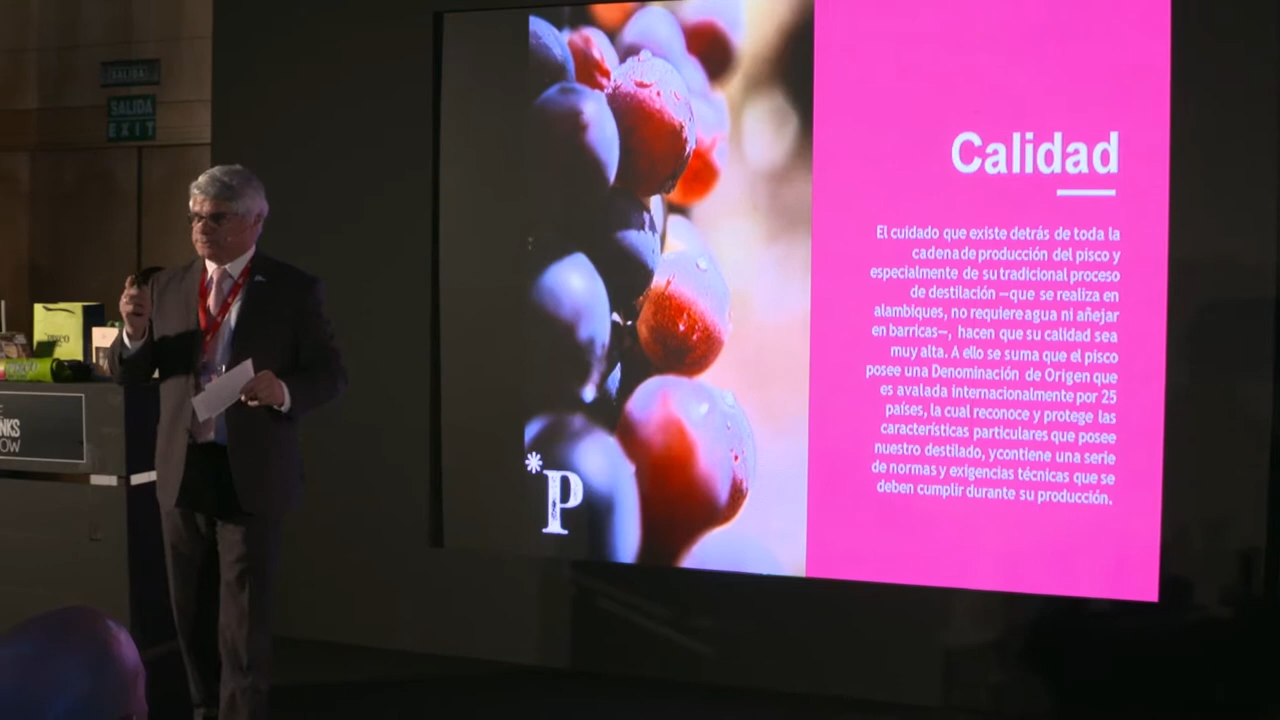 SALIDA
SALIDA
EXIT
NKS
OW
*P
Calidad
El cuidado que existe detrás de toda la
cadena de producción del pisco y
especialmente de su tradicional proceso
de destilación —que se realiza en
alambiques, no requiere agua ni añejar
en barricas—, hacen que su calidad sea
muy alta. A ello se suma que el pisco
posee una Denominación de Origen que
es avalada internacionalmente por 25
países, la cual reconoce y protege las
características particulares que posee
nuestro destilado, y contiene una serie
de normas y exigencias técnicas que se
deben cumplir durante su producción.